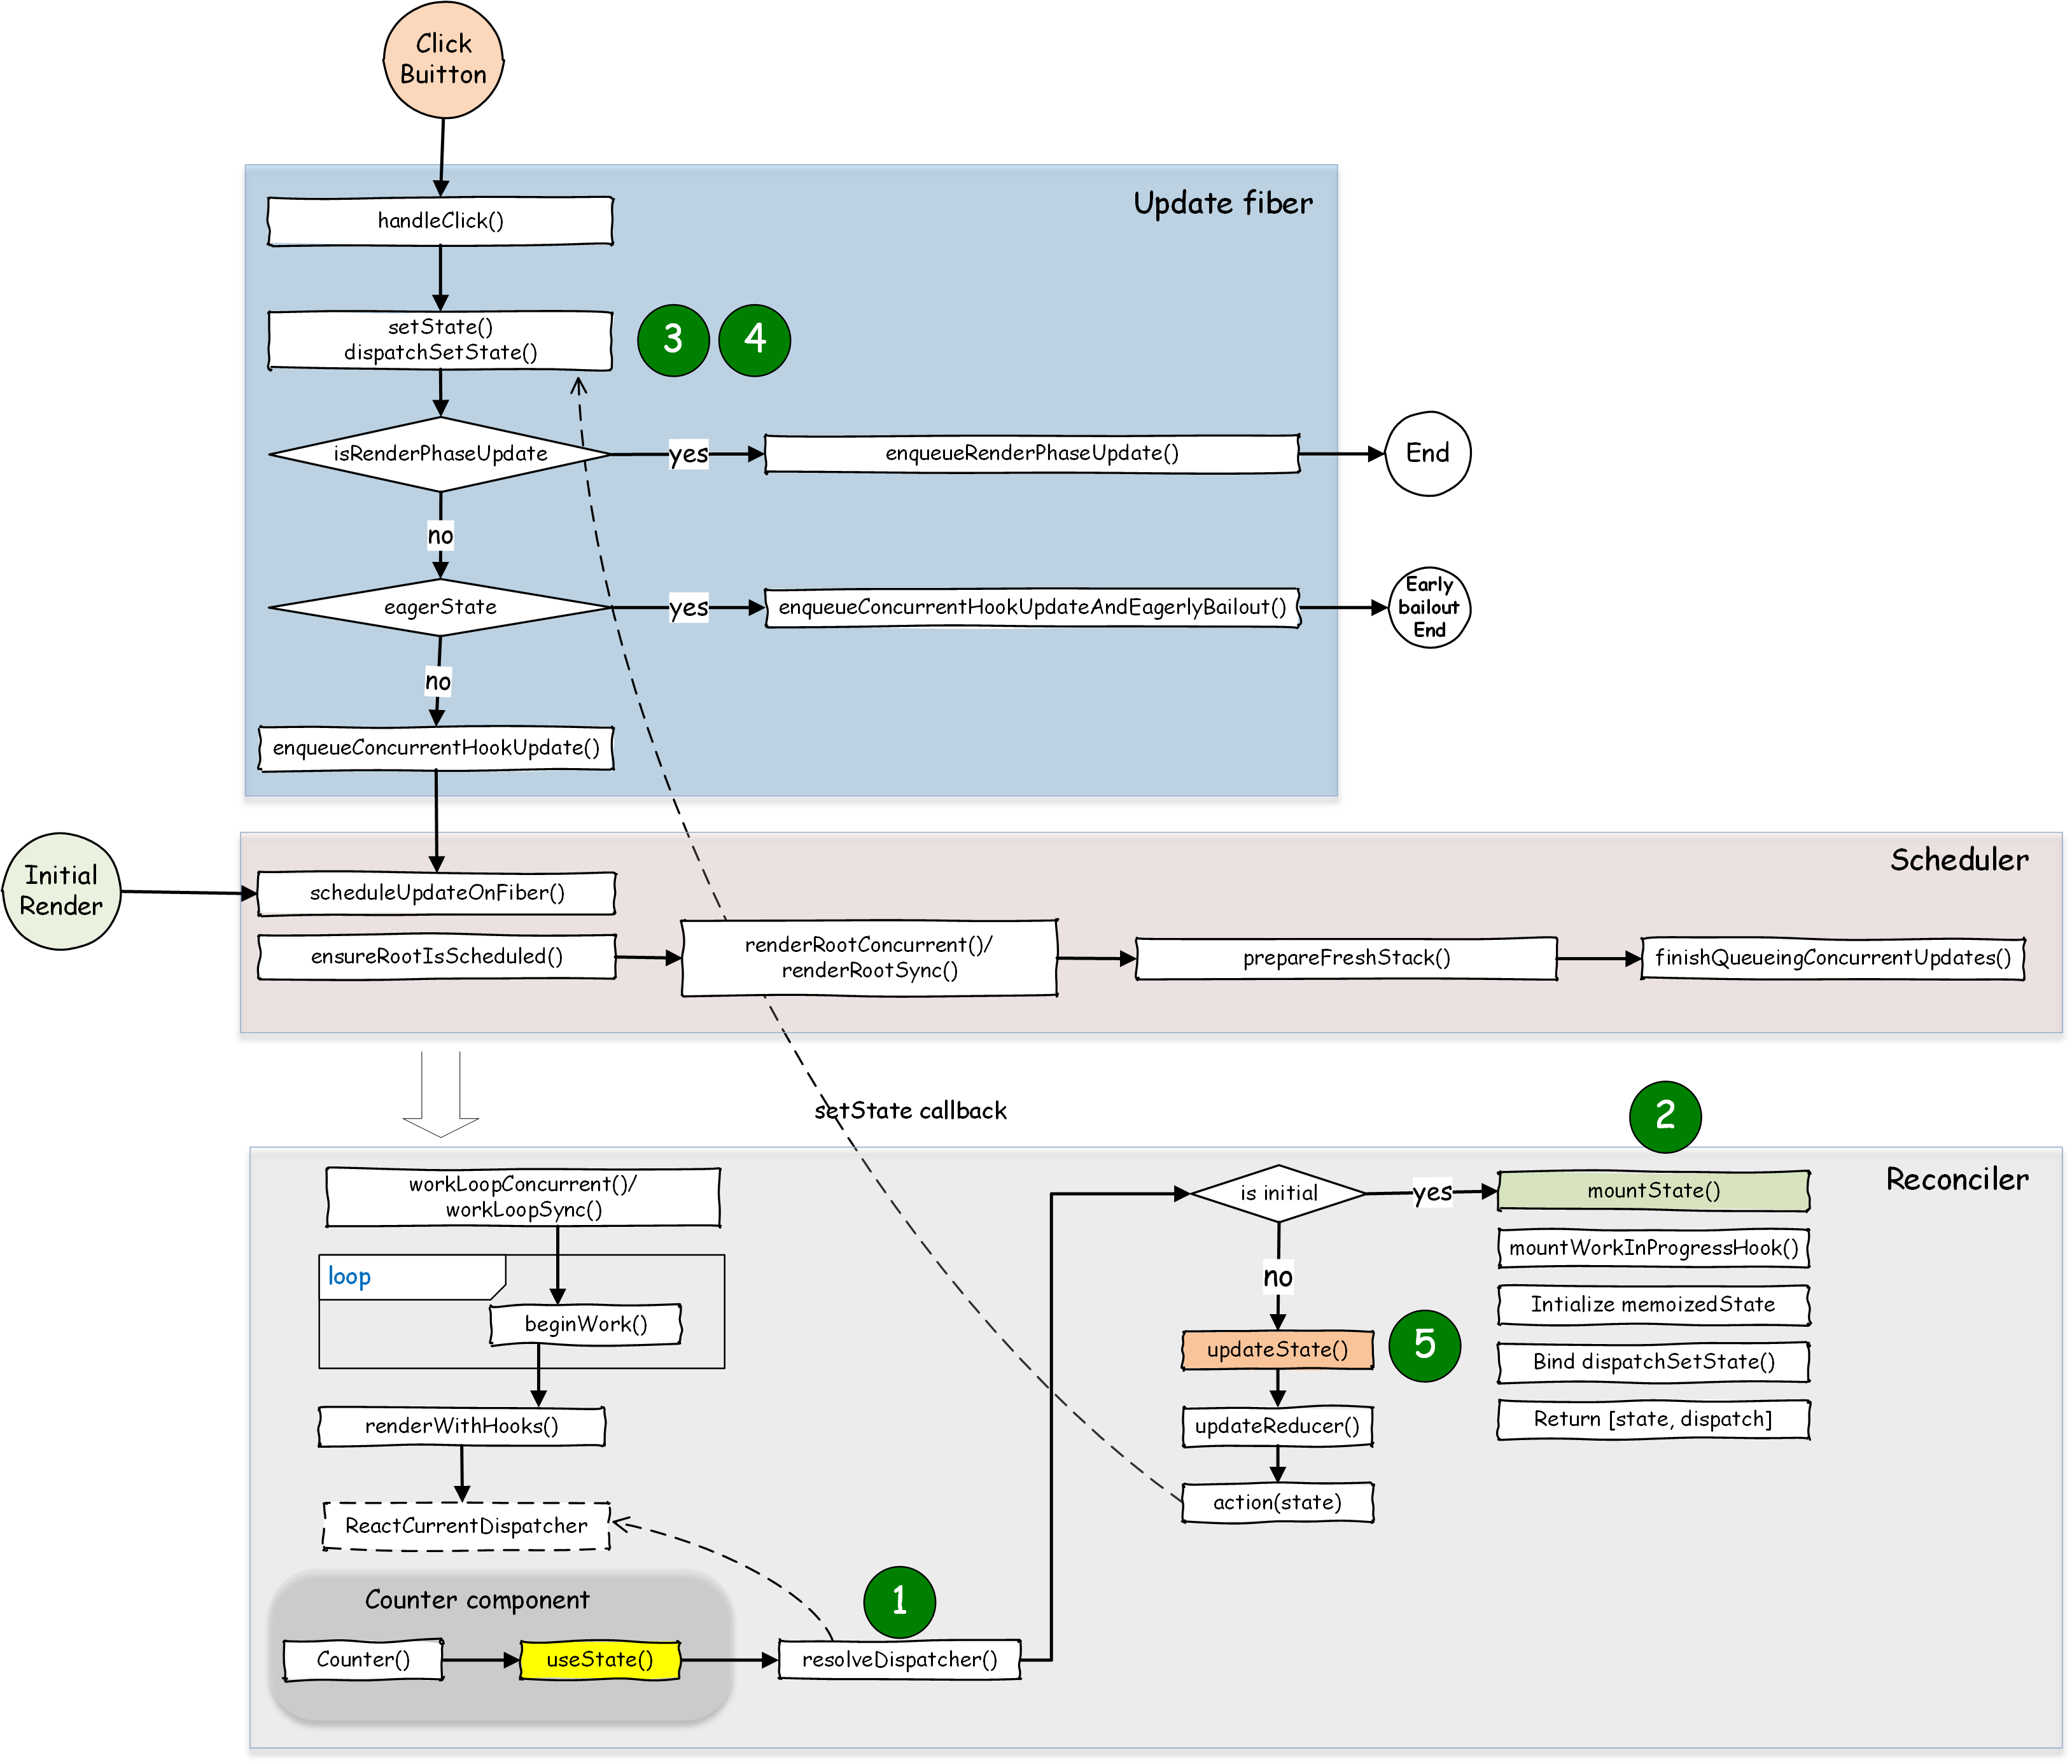 Click
Buitton
Update fiber
handleClick()
setState()
dispatchSetState()
3
4
isRenderPhaseUpdate
yes
enqueueRenderPhaseUpdate()
End
no
eagerState
yes
enqueueConcurrentHookUpdateAndEagerlyBailout()
Early
bailout
End
no
enqueueConcurrentHookUpdate()
Initial
Render
Scheduler
scheduleUpdateOnFiber()
ensureRootIsScheduled()
renderRootConcurrent()/
renderRootSync()
prepareFreshStack()
finishQueueingConcurrentUpdates()
setState callback
Reconciler
workLoopConcurrent()/
workLoopSync()
loop
beginWork()
renderWithHooks()
ReactCurrentDispatcher
Counter component
Counter()
useState()
1
resolveDispatcher()
is initial
yes
2
mountState()
mountWorkInProgressHook()
Intialize memoizedState
Bind dispatchSetState()
Return [state, dispatch]
no
updateState()
5
updateReducer()
action(state)